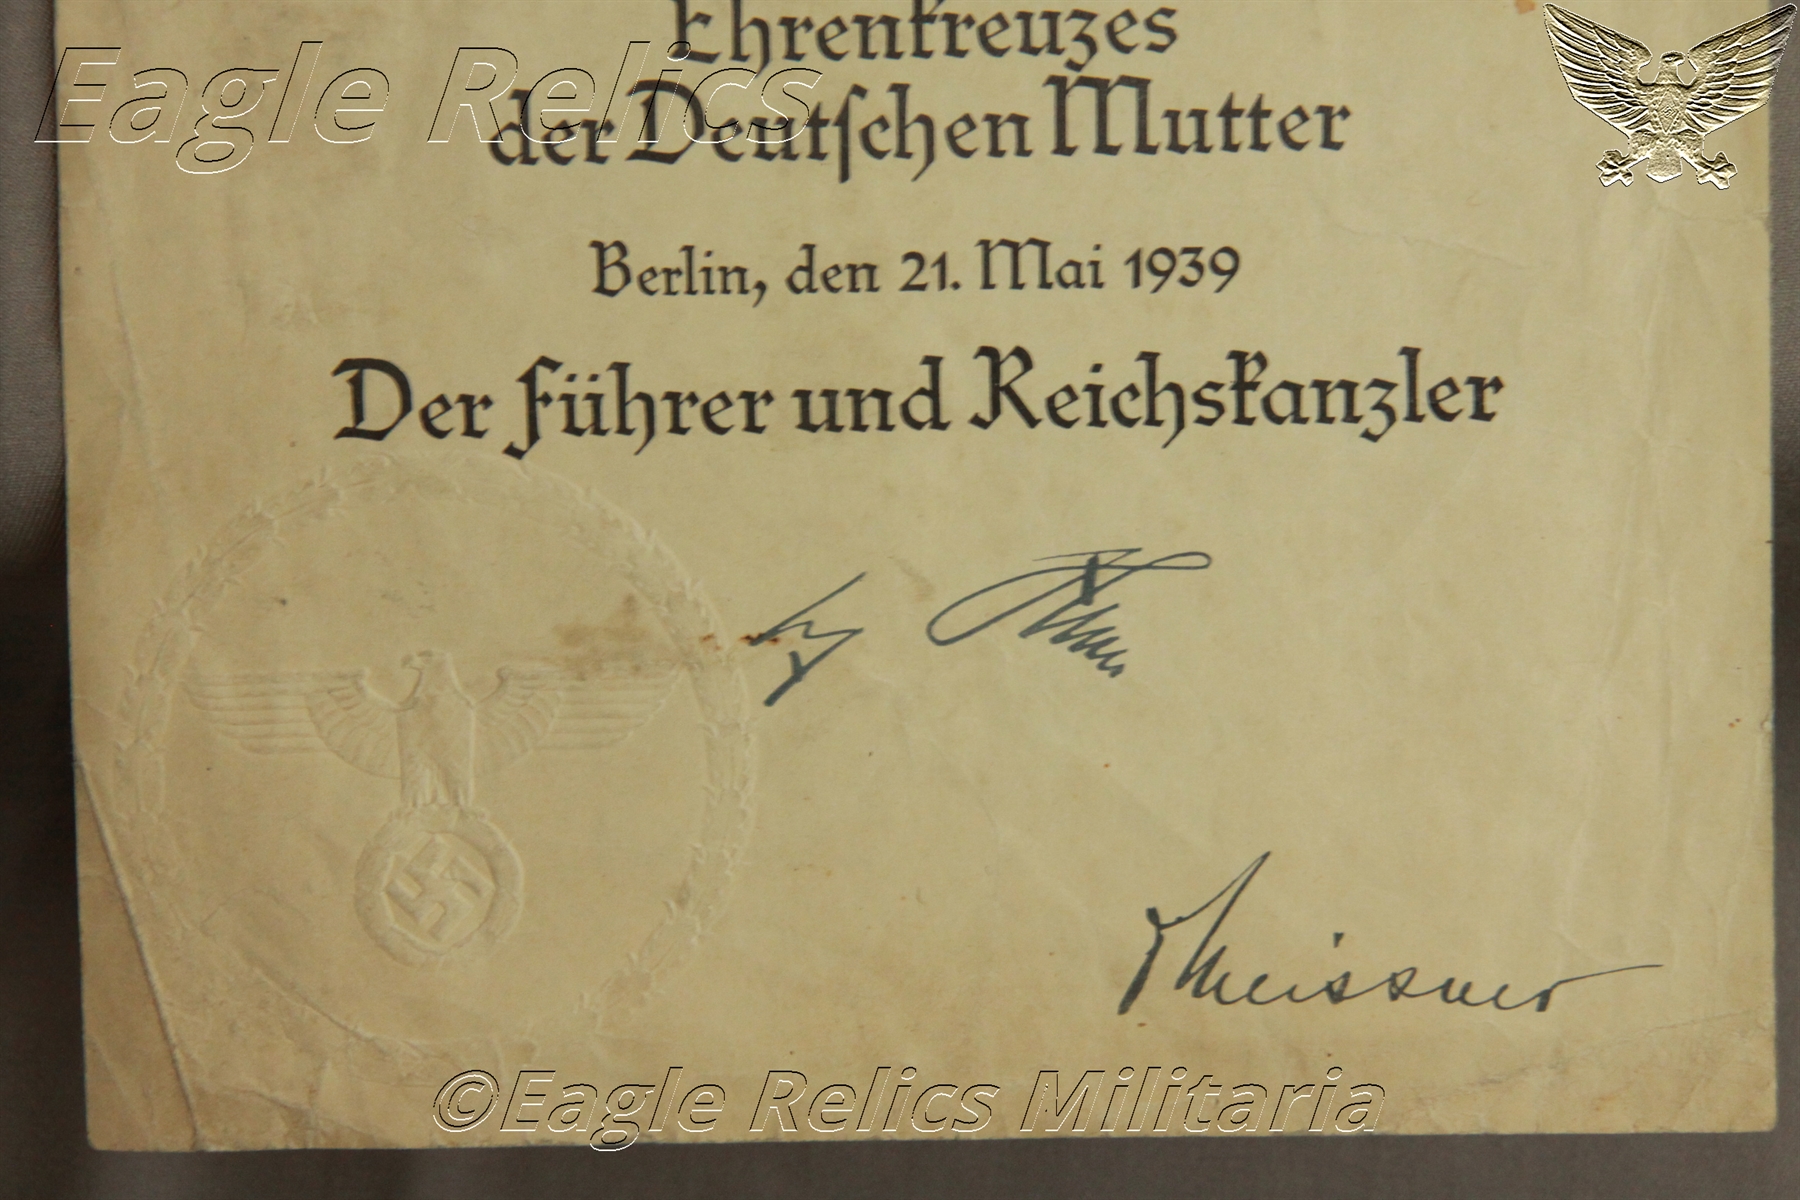 Eagle Relics
Ehrenkreuzes
der Deutschen Mutter
Berlin, den 21. Mai 1939
Der Führer und Reichskanzler
Meissner
©Eagle Relics Militaria